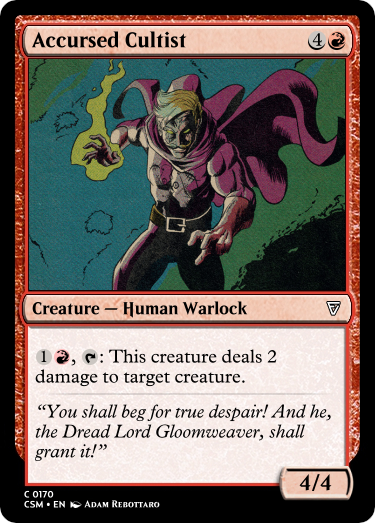 Accursed Cultist 4
Creature — Human Warlock
1, : This creature deals 2
damage to target creature.
“You shall beg for true despair! And he,
the Dread Lord Gloomweaver, shall
grant it!”
4/4
C 0170
CSM • EN Adam Rebottaro